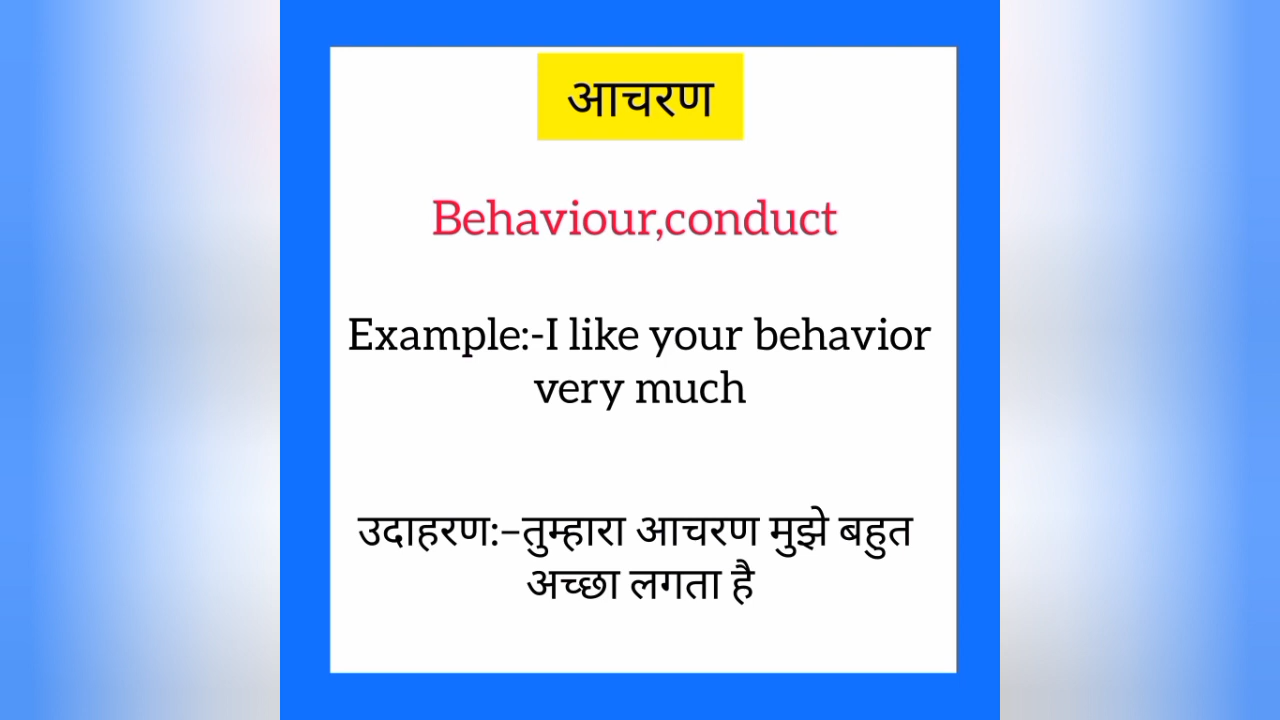 आचरण
Behaviour,conduct
Example:-I like your behavior
very much
उदाहरण:–तुम्हारा आचरण मुझे बहुत
अच्छा लगता है